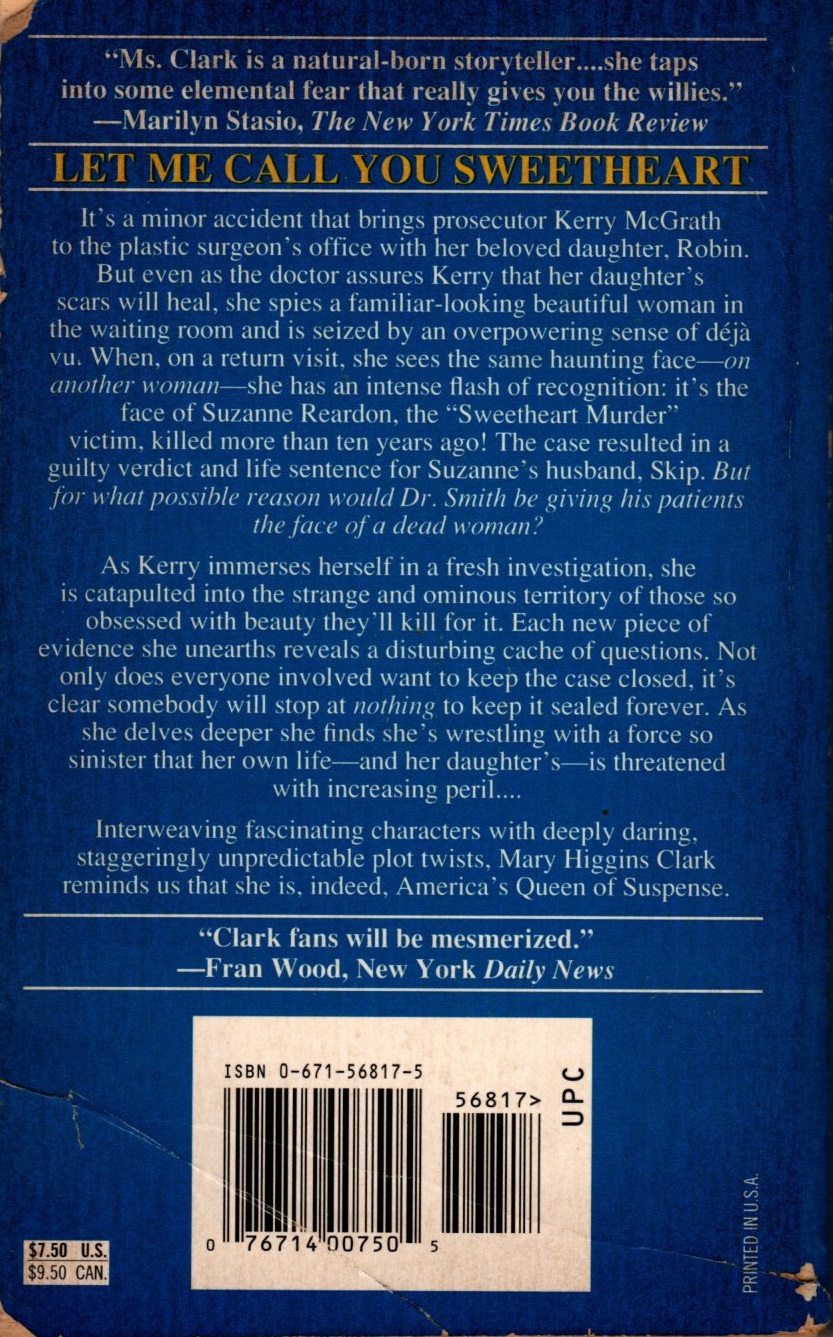 “Ms. Clark is a natural-born storyteller....she taps
into some elemental fear that really gives you the willies.”
—Marilyn Stasio, The New York Times Book Review
LET ME CALL YOU SWEETHEART
It’s a minor accident that brings prosecutor Kerry McGrath
to the plastic surgeon’s office with her beloved daughter, Robin.
But even as the doctor assures Kerry that her daughter’s
scars will heal, she spies a familiar-looking beautiful woman in
the waiting room and is seized by an overpowering sense of déjà
vu. When, on a return visit, she sees the same haunting face—on
another woman—she has an intense flash of recognition: it’s the
face of Suzanne Reardon, the “Sweetheart Murder”
victim, killed more than ten years ago! The case resulted in a
guilty verdict and life sentence for Suzanne’s husband, Skip. But
for what possible reason would Dr. Smith be giving his patients
the face of a dead woman?
As Kerry immerses herself in a fresh investigation, she
is catapulted into the strange and ominous territory of those so
obsessed with beauty they’ll kill for it. Each new piece of
evidence she unearths reveals a disturbing cache of questions. Not
only does everyone involved want to keep the case closed, it’s
clear somebody will stop at nothing to keep it sealed forever. As
she delves deeper she finds she’s wrestling with a force so
sinister that her own life—and her daughter’s—is threatened
with increasing peril....
Interweaving fascinating characters with deeply daring,
staggeringly unpredictable plot twists, Mary Higgins Clark
reminds us that she is, indeed, America’s Queen of Suspense.
“Clark fans will be mesmerized.”
—Fran Wood, New York Daily News
ISBN 0-671-56817-5
56817>
UPC
0 76714 00750 5
$7.50 U.S.
$9.50 CAN.
PRINTED IN U.S.A.